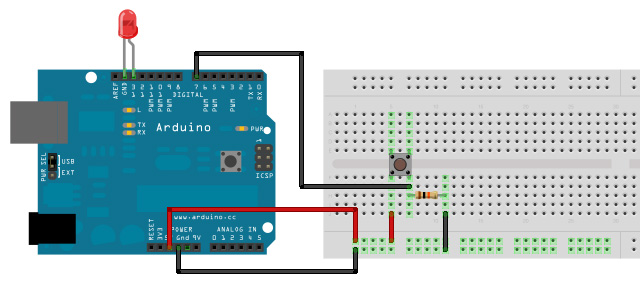 AREF
GND
13
12
11
10
9
8
7
6
5
4
3
2
1
0
PWM
PWM
PWM
PWM
PWM
PWM
TX
RX
DIGITAL
L
TX
RX
Arduino
PWR
1
ICSP
PWR SEL
USB
EXT
www.arduino.cc
POWER
ANALOG IN
RESET
3V3
5
Gnd
9V
0
1
2
3
4
5